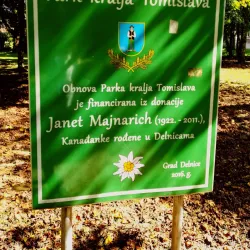 Park kralja Tomislava
Obnova Parka kralja Tomislava
je financirana iz donacije
Janet Majnarich (1922. - 2011.),
Kanađanke rođene u Delnicama
Grad Delnice
2016. g.